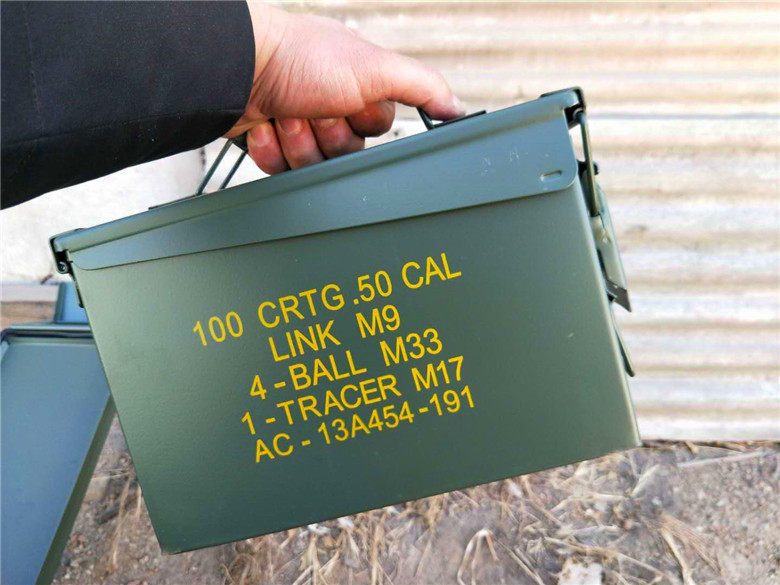 100 CRTG .50 CAL
LINK M9
4 - BALL M33
1 - TRACER M17
AC - 13A454 -191